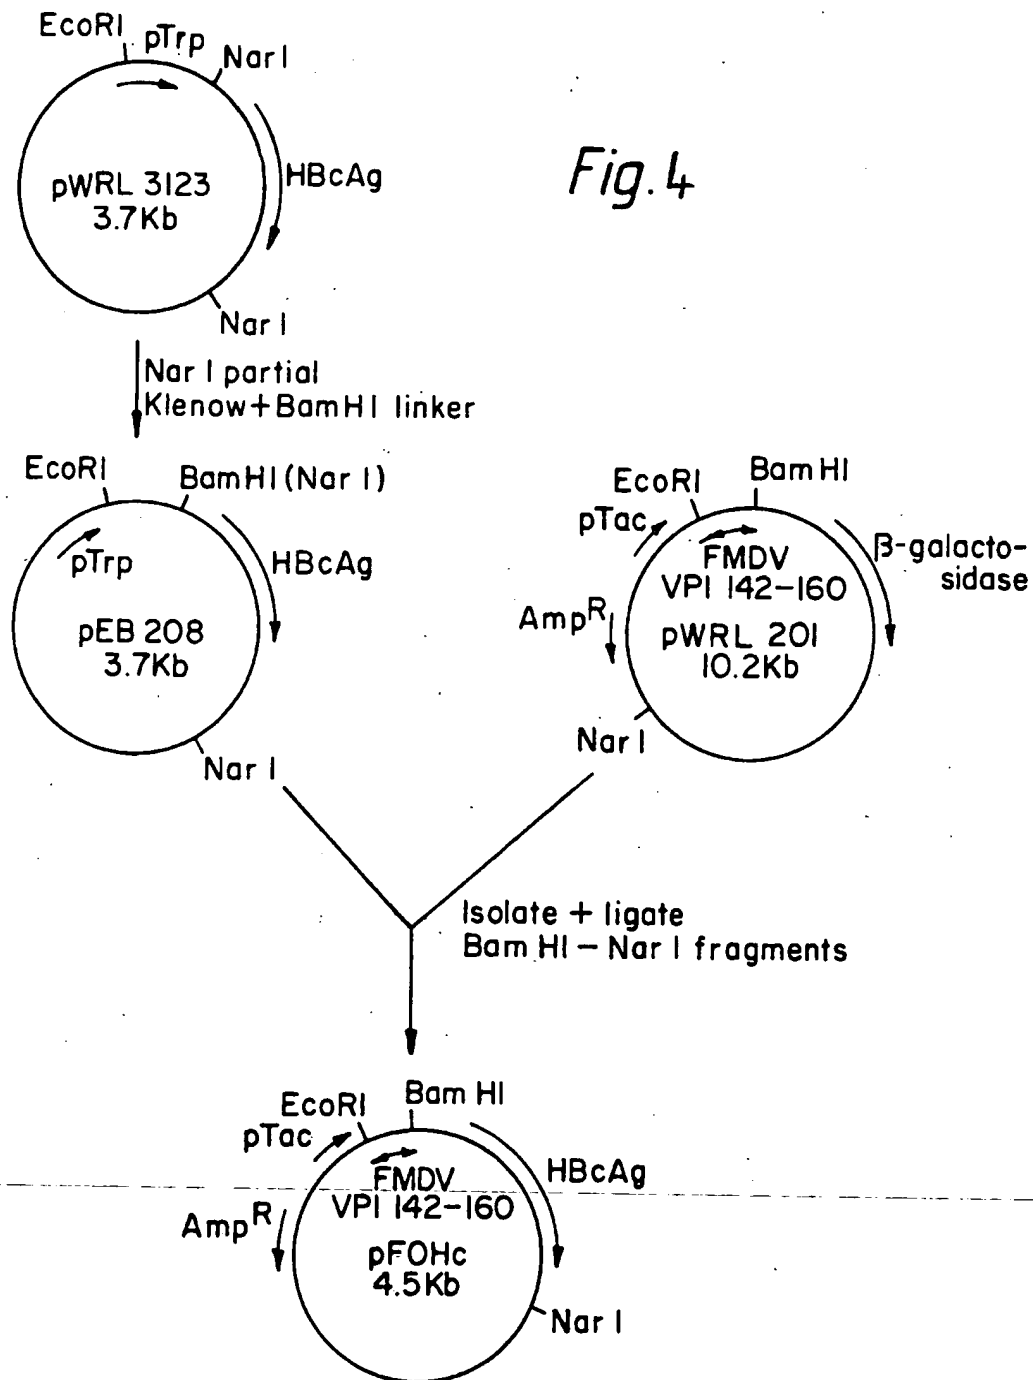 EcoRI
pTrp
Nar I
HBcAg
pWRL 3123
3.7Kb
Nar I
Fig. 4
Nar I partial
Klenow + BamHI linker
EcoRI
BamHI (Nar I)
pTrp
HBcAg
pEB 208
3.7Kb
Nar I
EcoRI
Bam HI
pTac
FMDV
VPI 142-160
β-galacto-
sidase
Amp R
pWRL 201
10.2Kb
Nar I
Isolate + ligate
Bam HI - Nar I fragments
EcoRI
Bam HI
pTac
FMDV
VPI 142-160
HBcAg
Amp R
pFOHc
4.5Kb
Nar I